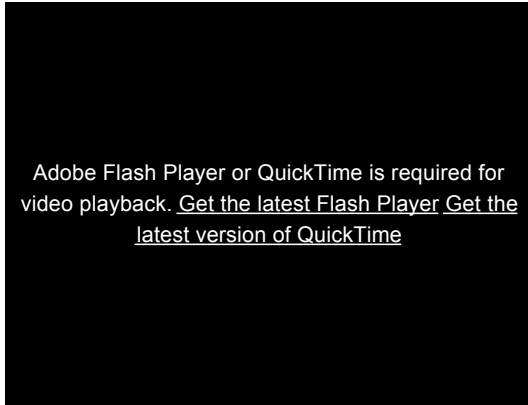 Adobe Flash Player or QuickTime is required for
video playback. Get the latest Flash Player Get the
latest version of QuickTime